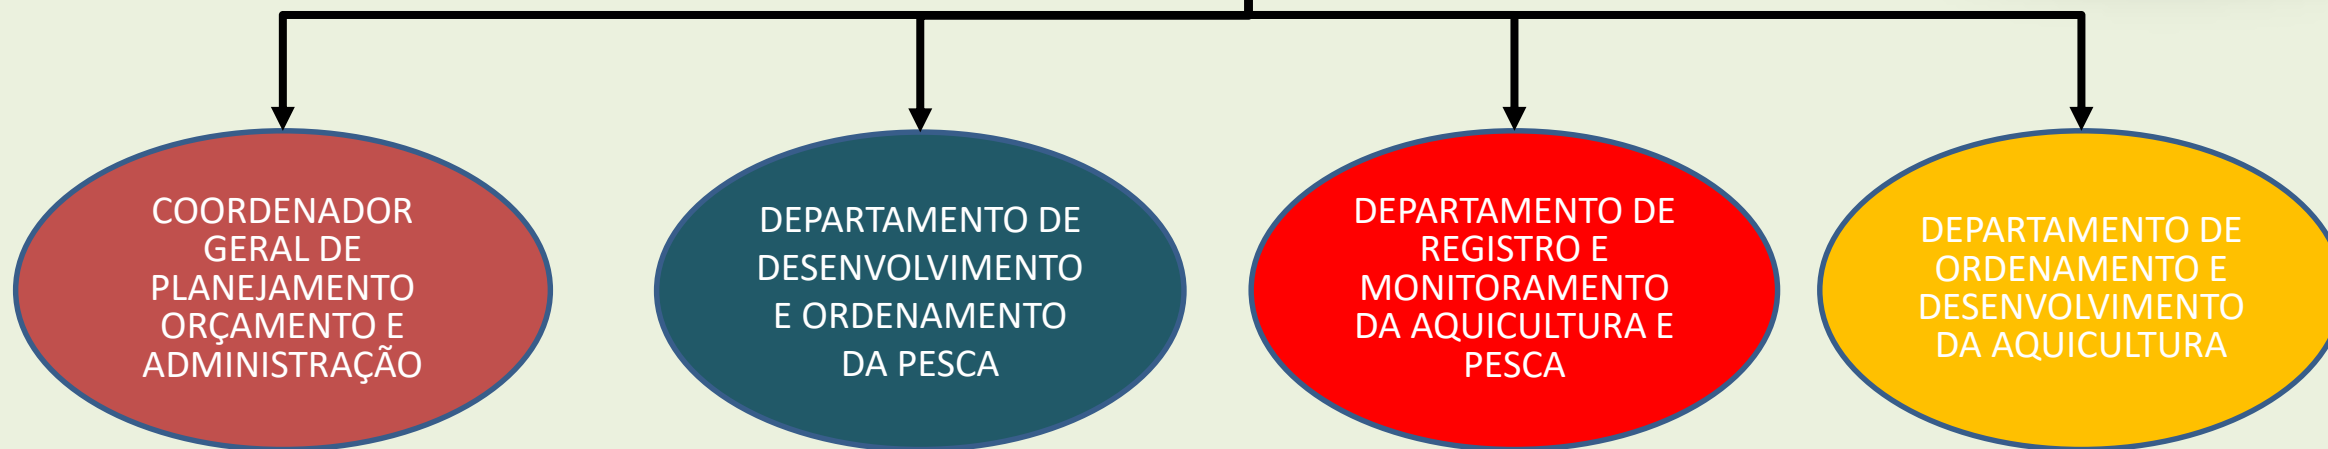 COORDENADOR
GERAL DE
PLANEJAMENTO
ORÇAMENTO E
ADMINISTRAÇÃO
DEPARTAMENTO DE
DESENVOLVIMENTO
E ORDENAMENTO
DA PESCA
DEPARTAMENTO DE
REGISTRO E
MONITORAMENTO
DA AQUICULTURA E
PESCA
DEPARTAMENTO DE
ORDENAMENTO E
DESENVOLVIMENTO
DA AQUICULTURA